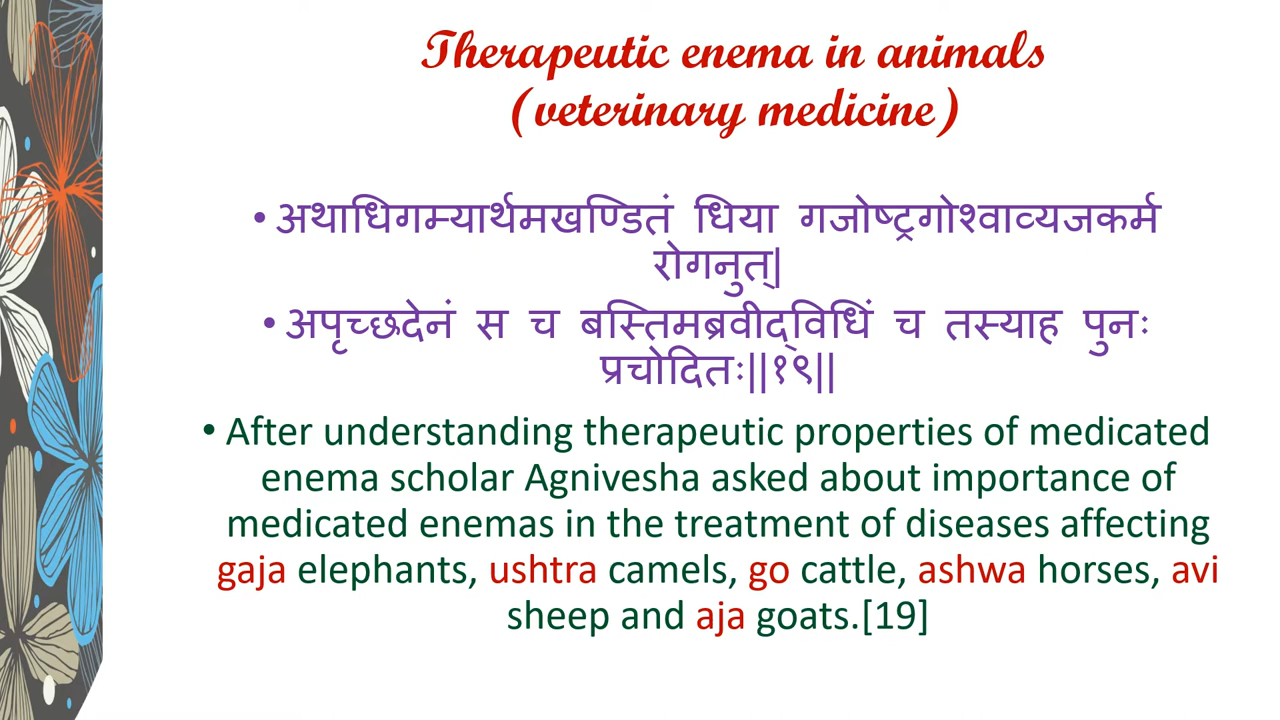 Therapeutic enema in animals
(veterinary medicine)
• अथाधिगम्यार्थमखण्डितं धिया गजोष्ट्रगोश्वाव्यजकर्म
रोगनुत्|
• अपृच्छदेनं स च बस्तिमब्रवीद्विधिं च तस्याह पुनः
प्रचोदितः||१९||
• After understanding therapeutic properties of medicated
enema scholar Agnivesha asked about importance of
medicated enemas in the treatment of diseases affecting
gaja elephants, ushtra camels, go cattle, ashwa horses, avi
sheep and aja goats.[19]